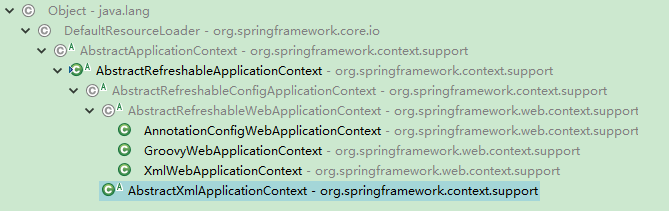 Object - java.lang
DefaultResourceLoader - org.springframework.core.io
AbstractApplicationContext - org.springframework.context.support
AbstractRefreshableApplicationContext - org.springframework.context.support
AbstractRefreshableConfigApplicationContext - org.springframework.context.support
AbstractRefreshableWebApplicationContext - org.springframework.web.context.support
AnnotationConfigWebApplicationContext - org.springframework.web.context.support
GroovyWebApplicationContext - org.springframework.web.context.support
XmlWebApplicationContext - org.springframework.web.context.support
AbstractXmlApplicationContext - org.springframework.context.support